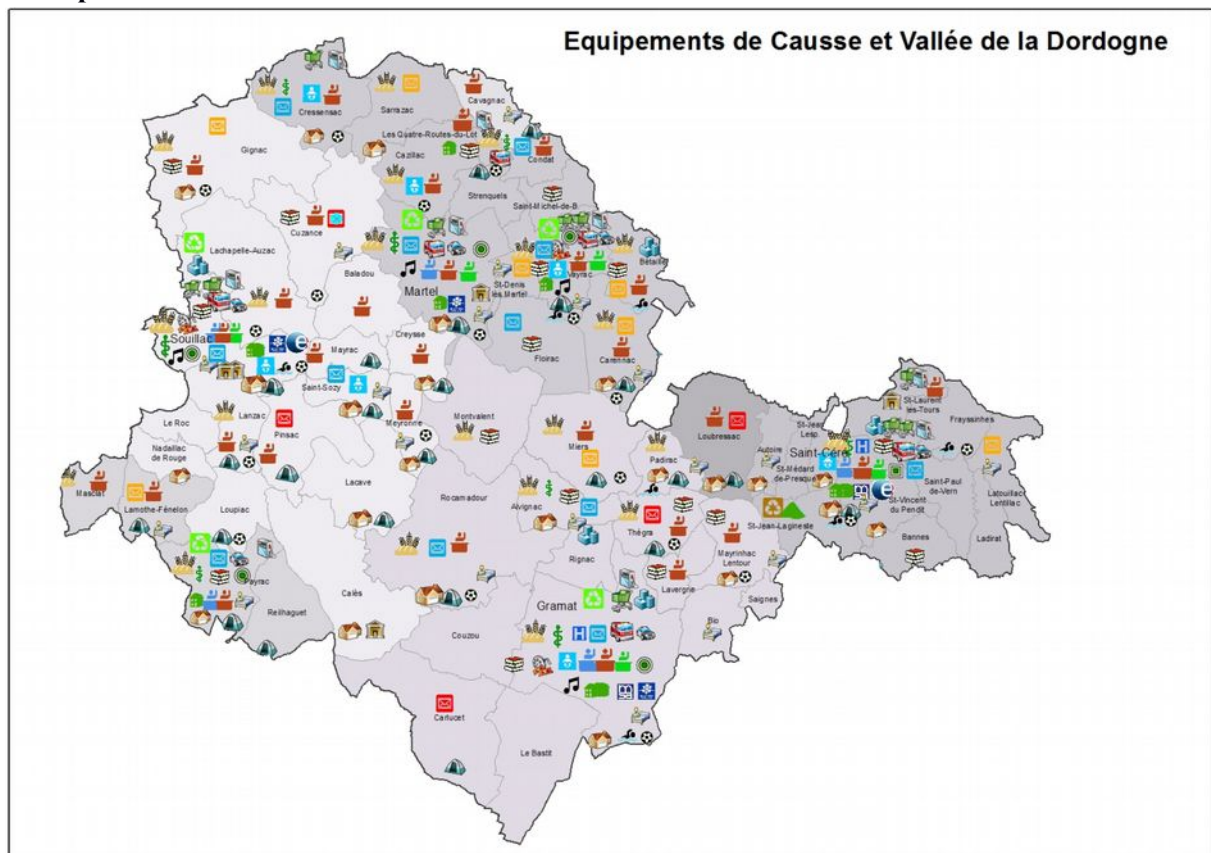 Equipements de Causse et Vallée de la Dordogne
Cressensac
Sarrazac
Cavagnac
Les Quatre-Routes-du-Lot
Gignac
Cazillac
Condat
Strenquels
Saint-Michel-de-B.
Cuzance
Lachapelle-Auzac
Baladou
Martel
St-Denis
lès Martel
Vayrac
Bétaille
Souillac
Mayrac
Creysse
Floirac
Carennac
Saint-Sozy
Lanzac
Pinsac
Meyronne
Montvalent
Le Roc
Nadaillac
de Rouge
Masclat
Lamothe-Fénelon
Loupiac
Lacave
Rocamadour
Miers
Padirac
Loubressac
Autoire
St-Jean
Lesp.
Saint-Céré
St-Médard
de-Presque
St-Laurent
les-Tours
Frayssinhes
Saint-Paul
de-Vern
St-Vincent
du Pendit
Latouillac
Lentillac
Ladirat
Bannes
St-Jean-Lagineste
Alvignac
Thégra
Rignac
Mayrinhac
Lentour
Lavergne
Saignes
Bio
Payrac
Reilhaguet
Calès
Couzou
Gramat
Carlucet
Le Bastit